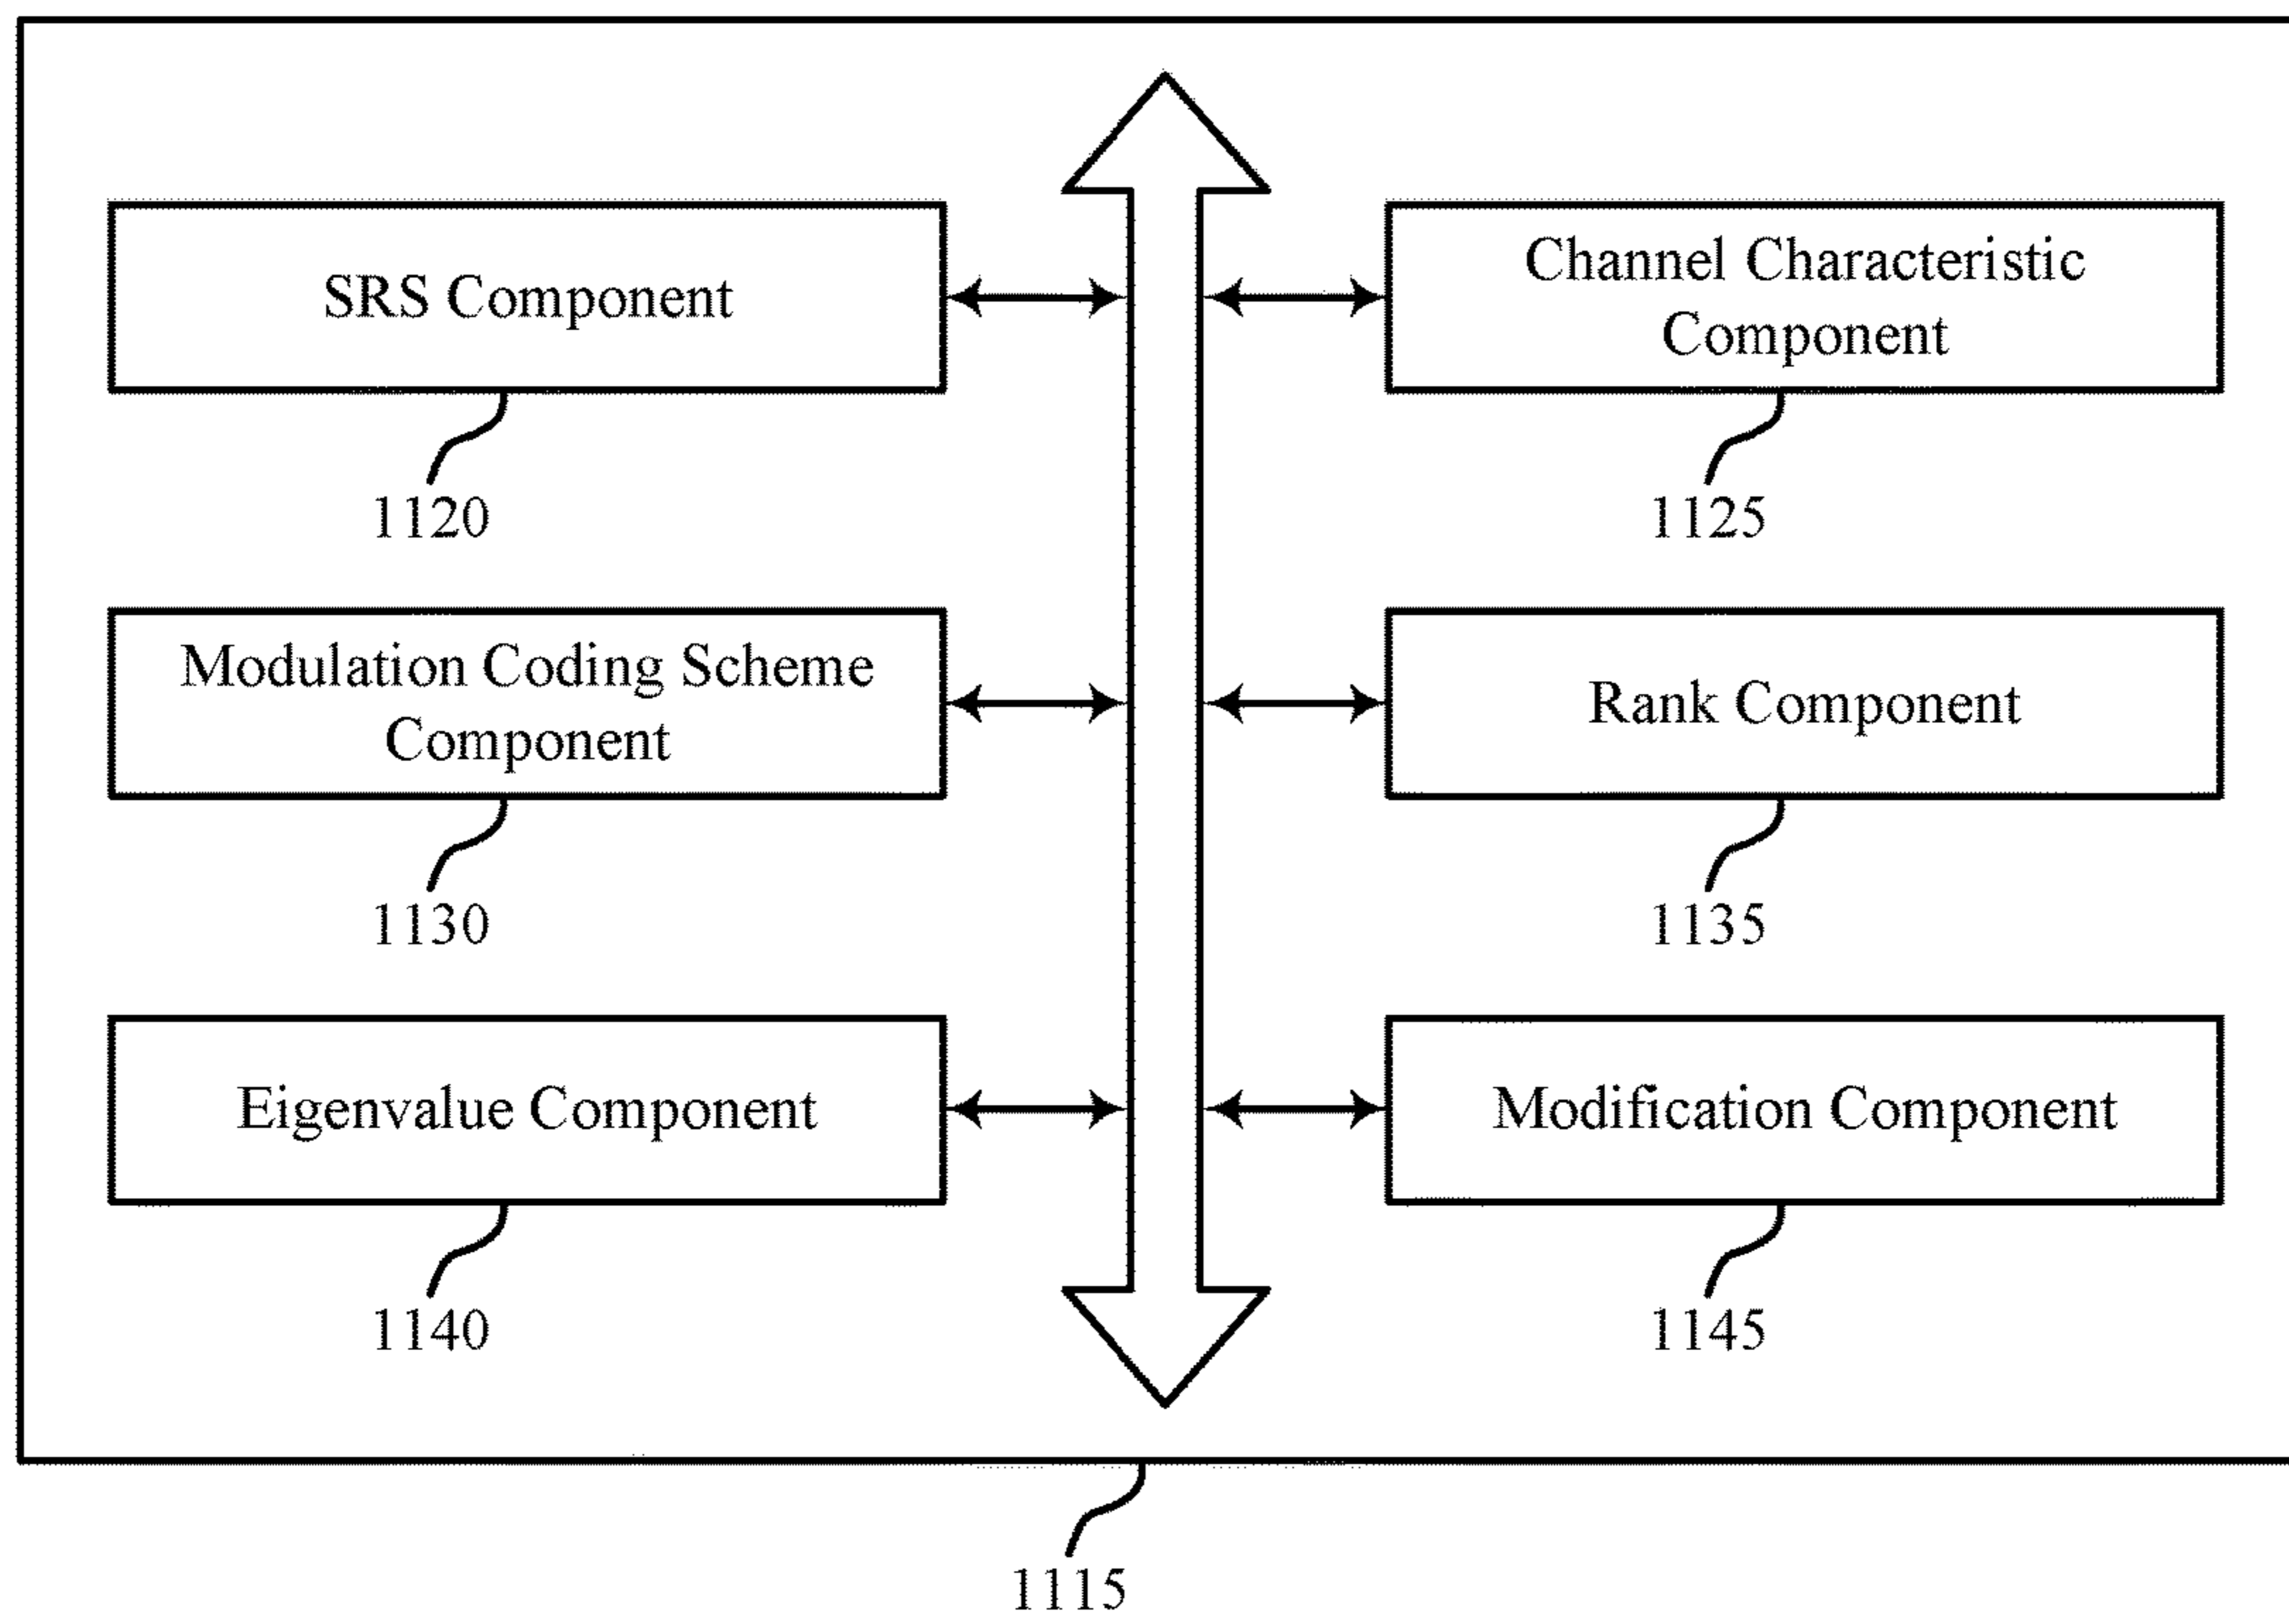 SRS Component
1120
Channel Characteristic
Component
1125
Modulation Coding Scheme
Component
1130
Rank Component
1135
Eigenvalue Component
1140
Modification Component
1145
1115